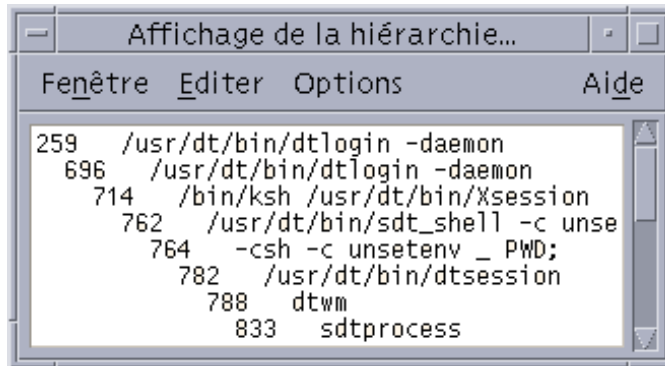 Affichage de la hiérarchie...
Fenêtre Editer Options Aide
259 /usr/dt/bin/dtlogin -daemon
696 /usr/dt/bin/dtlogin -daemon
714 /bin/ksh /usr/dt/bin/Xsession
762 /usr/dt/bin/sdt_shell -c unse
764 -csh -c unsetenv _ PWD;
782 /usr/dt/bin/dtsession
788 dtwm
833 sdtprocess